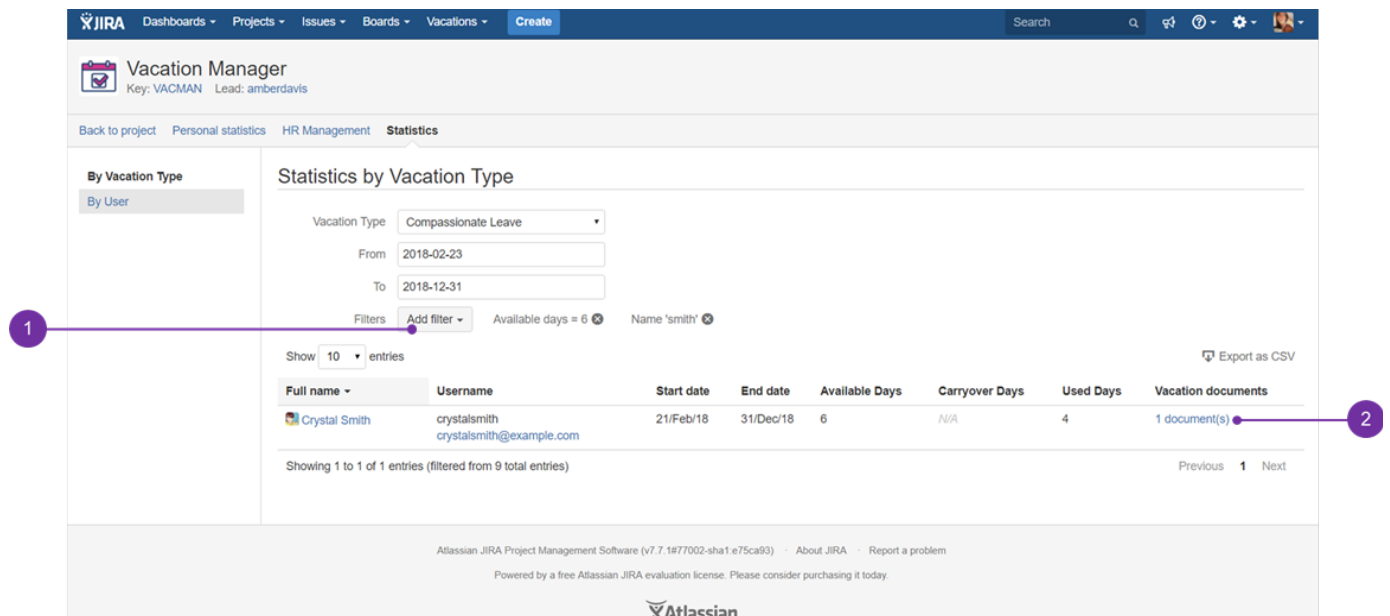 JIRA Dashboards Projects Issues Boards Vacations Create Search
Vacation Manager
Key: VACMAN Lead: amberdavis
Back to project Personal statistics HR Management Statistics
By Vacation Type
By User
Statistics by Vacation Type
Vacation Type Compassionate Leave
From 2018-02-23
To 2018-12-31
1 Filters Add filter Available days = 6 Name 'smith'
Show 10 entries Export as CSV
Full name Username Start date End date Available Days Carryover Days Used Days Vacation documents
Crystal Smith crystalsmith 21/Feb/18 31/Dec/18 6 N/A 4 1 document(s) 2
crystalsmith@example.com
Showing 1 to 1 of 1 entries (filtered from 9 total entries) Previous 1 Next
Atlassian JIRA Project Management Software (v7.7.1#77002-sha1:e75ca93) · About JIRA · Report a problem
Powered by a free Atlassian JIRA evaluation license. Please consider purchasing it today.
Atlassian